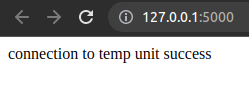 127.0.0.1:5000
connection to temp unit success